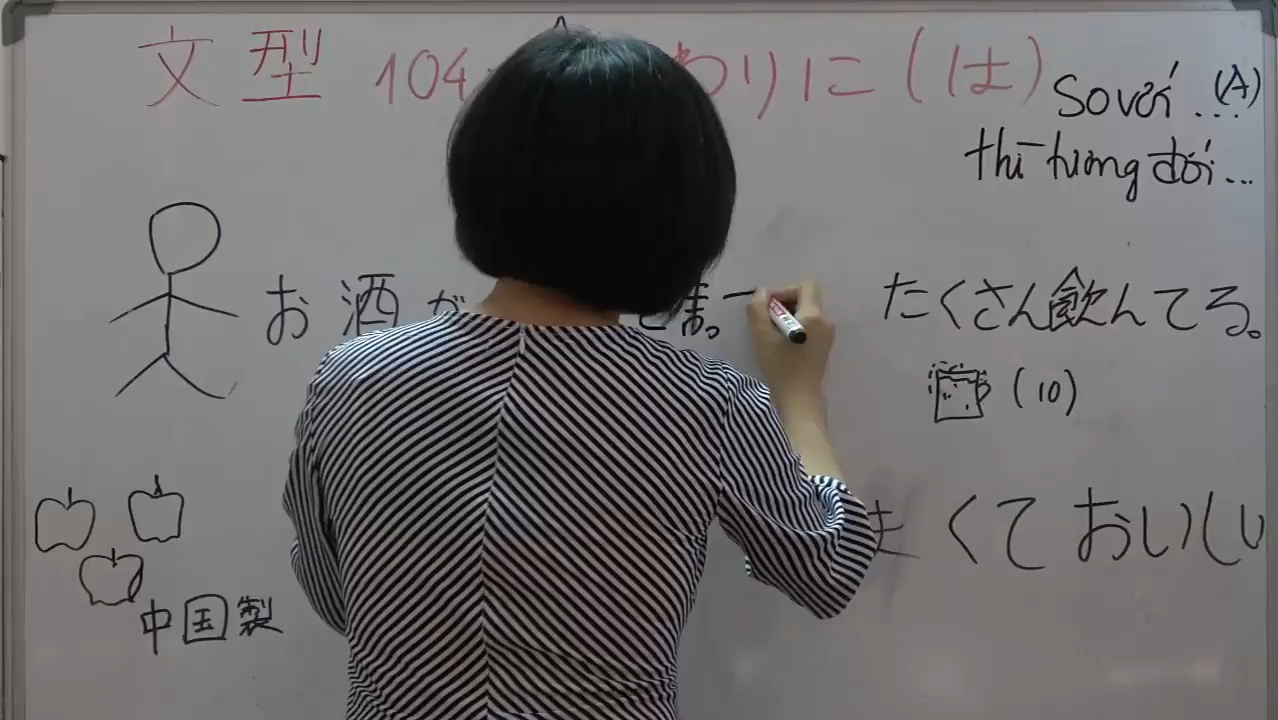 文型 104 わりに(は)
So với ... (A)
thì tương đối ...
お酒が たくさん飲んでる。
(10)
くておいしい
中国製